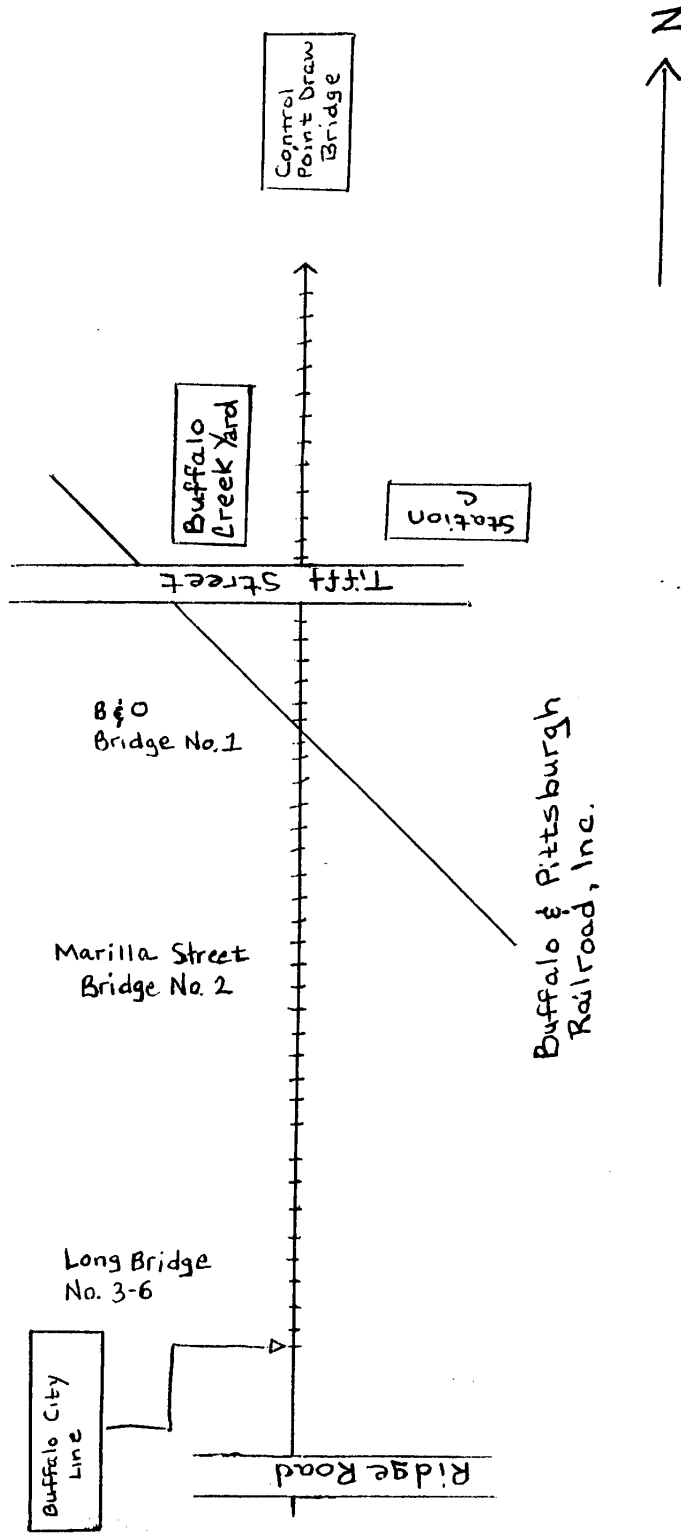 N
Control
Point Draw
Bridge
Buffalo
Creek Yard
Station
C
Tifft Street
B & O
Bridge No. 1
Marilla Street
Bridge No. 2
Buffalo & Pittsburgh
Railroad, Inc.
Long Bridge
No. 3-6
Buffalo City
Line
Ridge Road